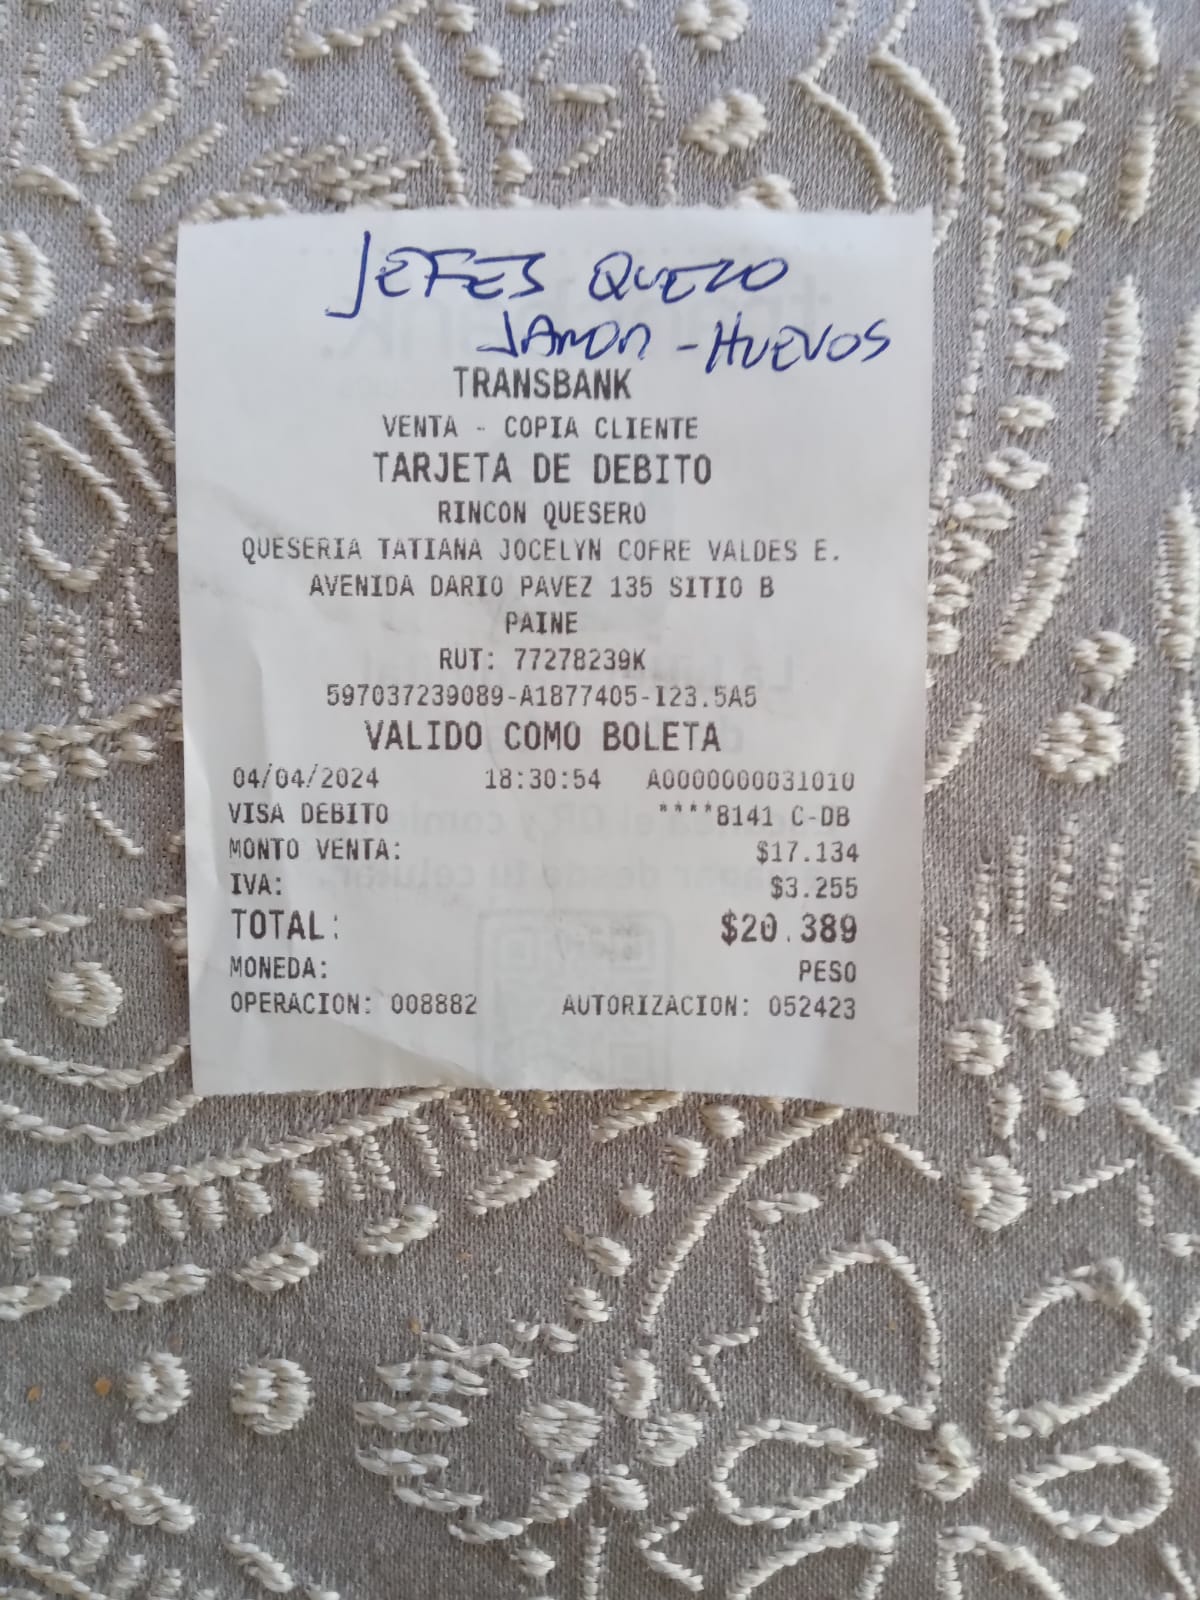 JEFES QUEZO
JAMON - HUEVOS
TRANSBANK
VENTA - COPIA CLIENTE
TARJETA DE DEBITO
RINCON QUESERO
QUESERIA TATIANA JOCELYN COFRE VALDES E.
AVENIDA DARIO PAVEZ 135 SITIO B
PAINE
RUT: 77278239K
597037239089-A1877405-I23.5A5
VALIDO COMO BOLETA
04/04/2024 18:30:54 A0000000031010
VISA DEBITO ****8141 C-DB
MONTO VENTA: $17.134
IVA: $3.255
TOTAL: $20.389
MONEDA: PESO
OPERACION: 008882 AUTORIZACION: 052423